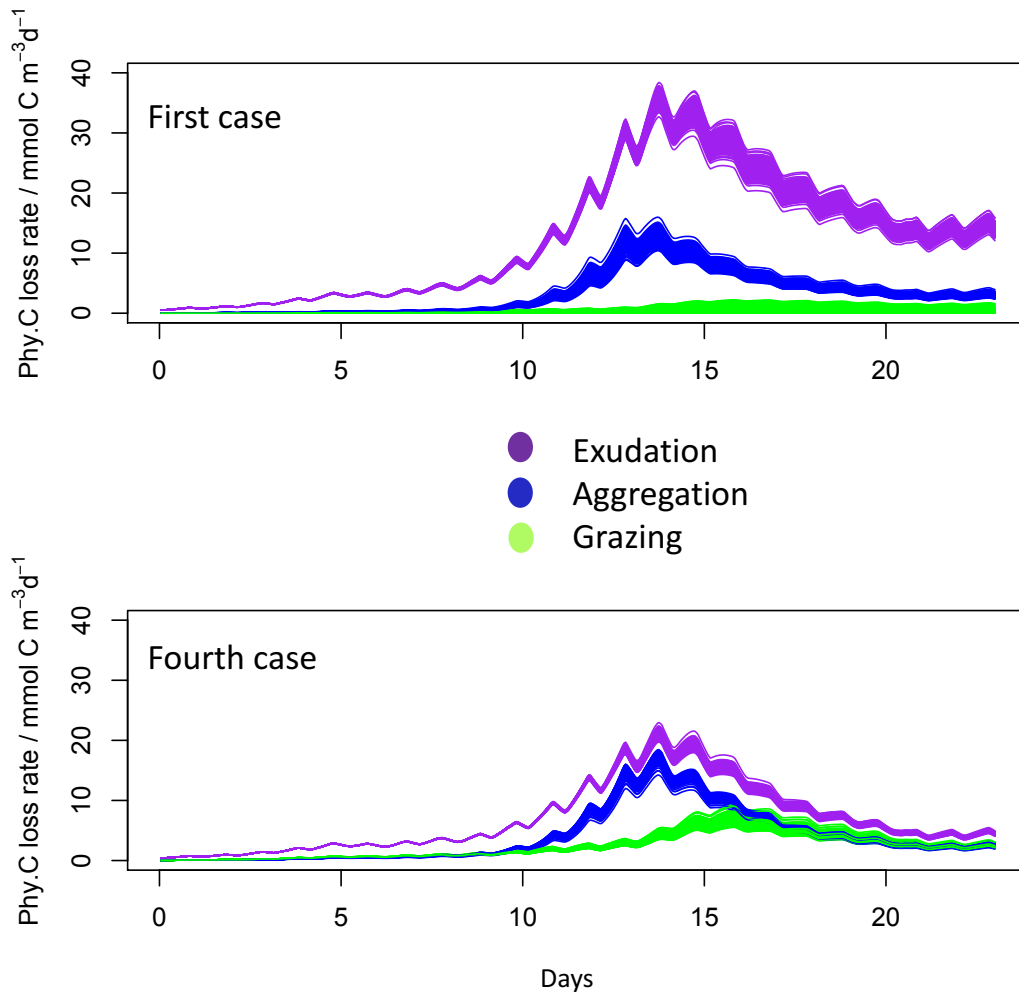 Phy.C loss rate / mmol C m⁻³d⁻¹
40
30
20
10
0
First case
0 5 10 15 20
Exudation
Aggregation
Grazing
Phy.C loss rate / mmol C m⁻³d⁻¹
40
30
20
10
0
Fourth case
0 5 10 15 20
Days